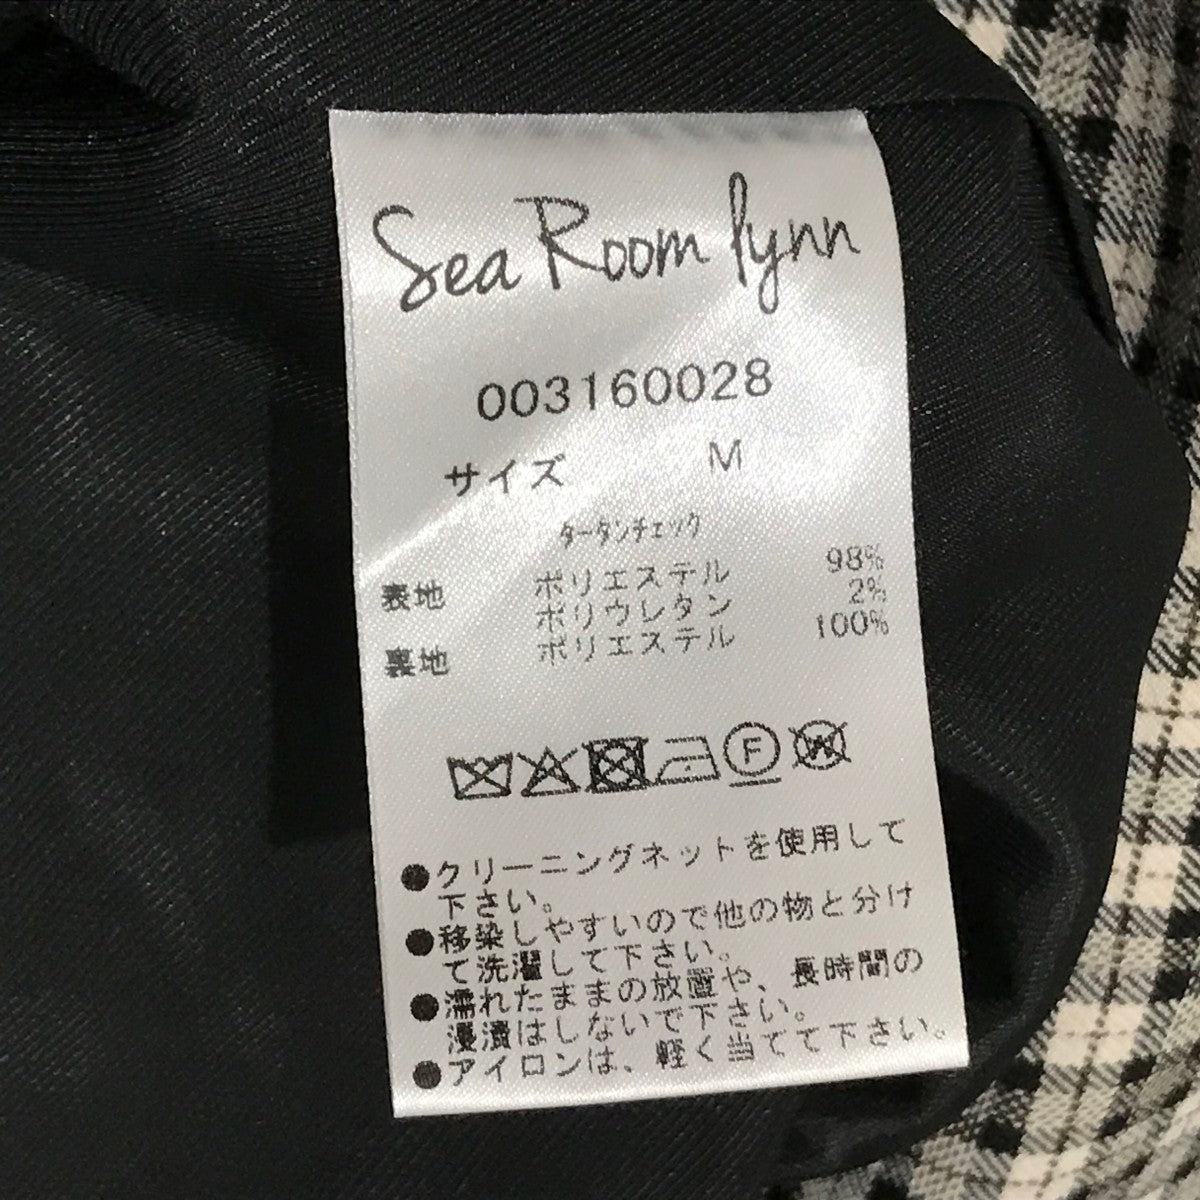 Sea Room lynn
003160028
サイズ M
タータンチェック
表地 ポリエステル 98%
ポリウレタン 2%
裏地 ポリエステル 100%
F W
●クリーニングネットを使用して
下さい。
●移染しやすいので他の物と分け
て洗濯して下さい。
●濡れたままの放置や、長時間の
浸漬はしないで下さい。
●アイロンは、軽く当てて下さい。